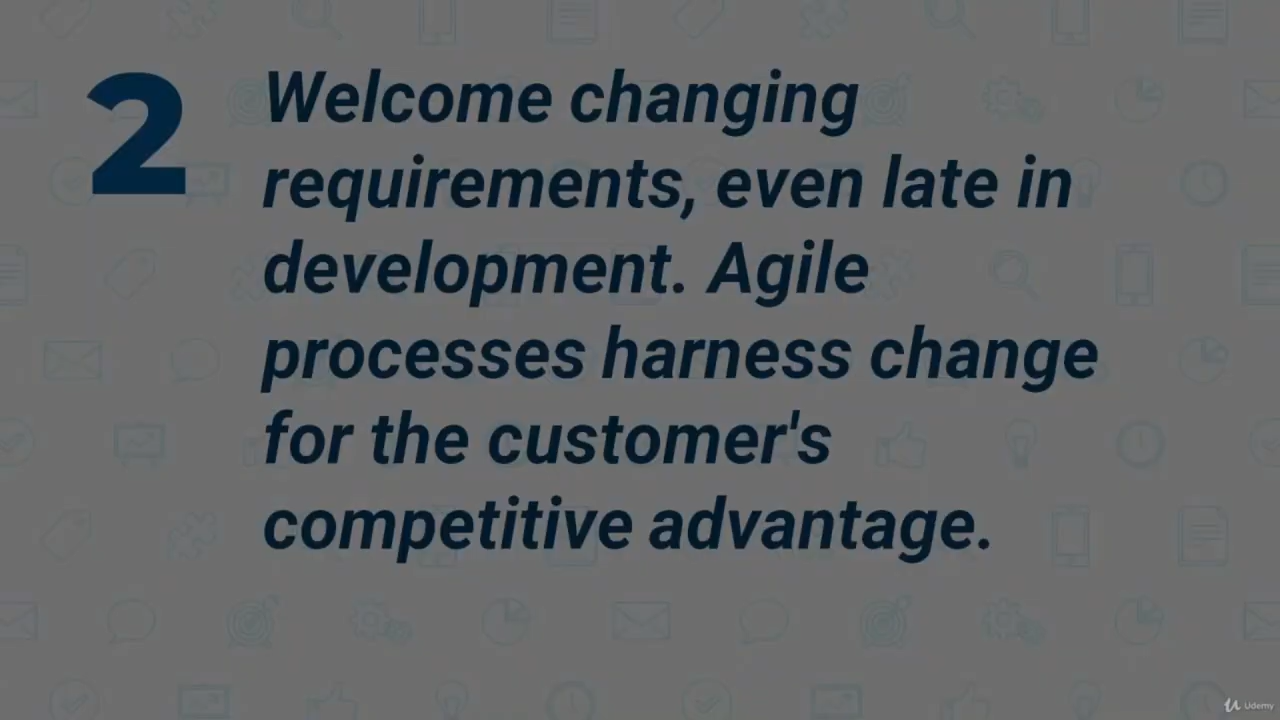 2
Welcome changing
requirements, even late in
development. Agile
processes harness change
for the customer's
competitive advantage.
Udemy